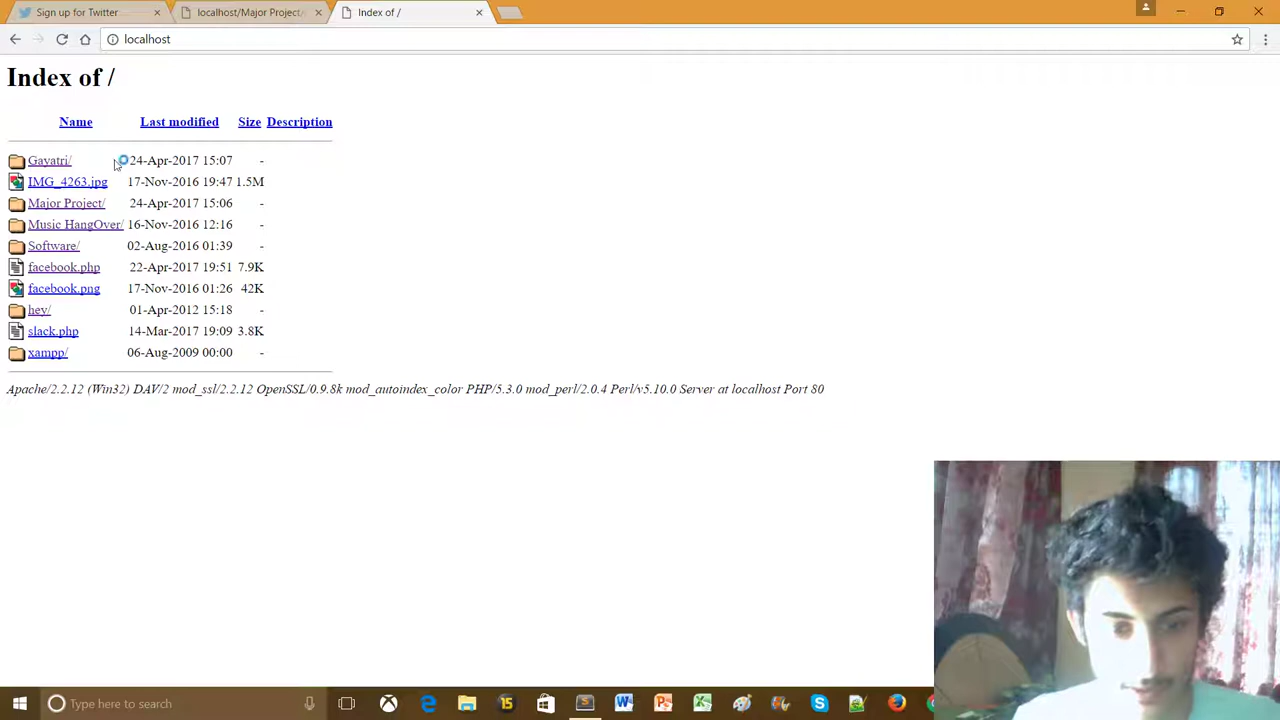 Sign up for Twitter
localhost/Major Project/
Index of /
localhost
Index of /
Name Last modified Size Description
Gayatri/ 24-Apr-2017 15:07 -
IMG_4263.jpg 17-Nov-2016 19:47 1.5M
Major Project/ 24-Apr-2017 15:06 -
Music HangOver/ 16-Nov-2016 12:16 -
Software/ 02-Aug-2016 01:39 -
facebook.php 22-Apr-2017 19:51 7.9K
facebook.png 17-Nov-2016 01:26 42K
hey/ 01-Apr-2012 15:18 -
slack.php 14-Mar-2017 19:09 3.8K
xampp/ 06-Aug-2009 00:00 -
Apache/2.2.12 (Win32) DAV/2 mod_ssl/2.2.12 OpenSSL/0.9.8k mod_autoindex_color PHP/5.3.0 mod_perl/2.0.4 Perl/v5.10.0 Server at localhost Port 80
Type here to search
15